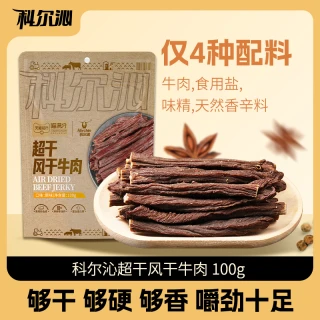 科尔沁
仅4种配料
牛肉,食用盐,
味精,天然香辛料
科尔沁
超干
风干牛肉
AIR DRIED
BEEF JERKY
科尔沁超干风干牛肉 100g
够干 够硬 够香 嚼劲十足